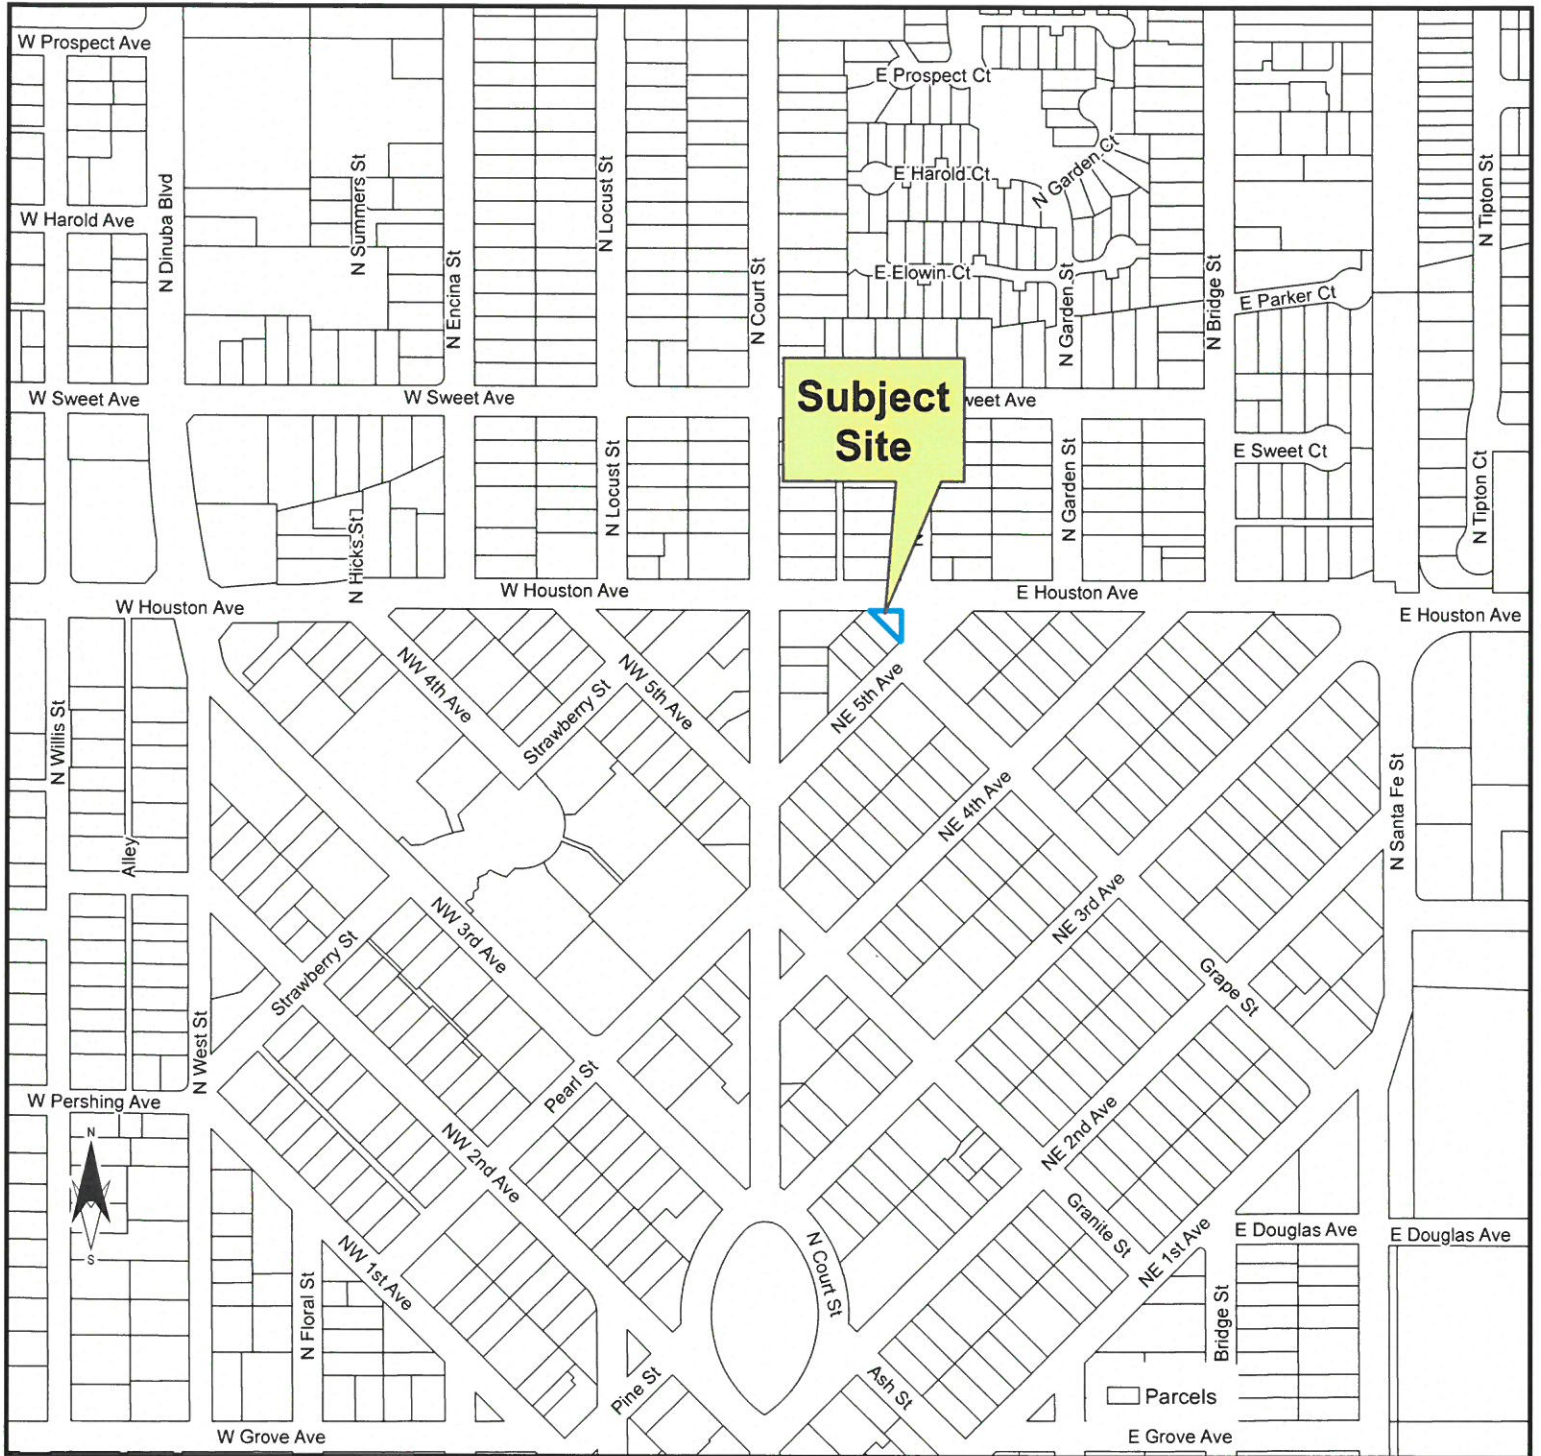 W Prospect Ave
E Prospect Ct
N Garden Ct
E Harold Ct
N Summers St
N Locust St
N Tipton St
N Dinuba Blvd
W Harold Ave
E Elowin Ct
N Encina St
N Court St
N Garden St
N Bridge St
E Parker Ct
W Sweet Ave
W Sweet Ave
Subject
Site
weet Ave
N Locust St
N Garden St
E Sweet Ct
N Tipton Ct
N Hicks St
W Houston Ave
E Houston Ave
W Houston Ave
E Houston Ave
NW 4th Ave
NW 5th Ave
Strawberry St
NE 5th Ave
N Willis St
NE 4th Ave
N Santa Fe St
Alley
NW 3rd Ave
NE 3rd Ave
Strawberry St
Grape St
N West St
Pearl St
W Pershing Ave
N
NW 2nd Ave
NE 2nd Ave
S
NW 1st Ave
N Floral St
N Court St
Granite St
NE 1st Ave
E Douglas Ave
E Douglas Ave
Bridge St
Pine St
Ash St
Parcels
W Grove Ave
E Grove Ave